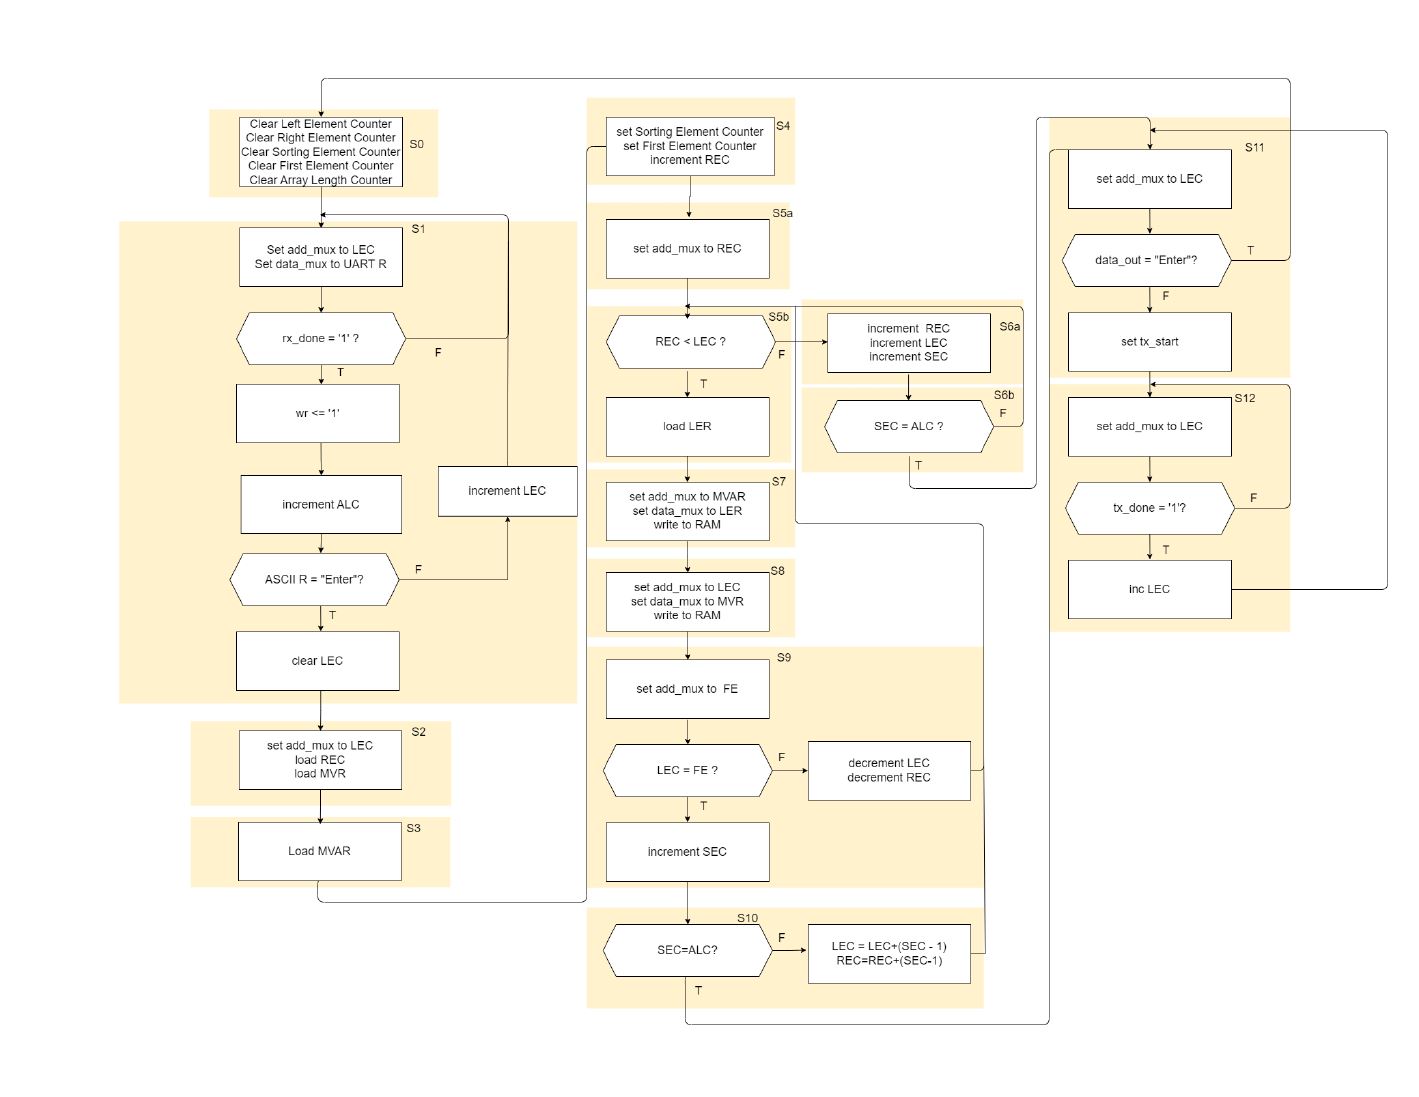 Clear Left Element Counter
Clear Right Element Counter
Clear Sorting Element Counter
Clear First Element Counter
Clear Array Length Counter
S0
S1
Set add_mux to LEC
Set data_mux to UART R
rx_done = '1' ?
F
T
wr <= '1'
increment ALC
increment LEC
ASCII R = "Enter"?
F
T
clear LEC
S2
set add_mux to LEC
load REC
load MVR
S3
Load MVAR
S4
set Sorting Element Counter
set First Element Counter
increment REC
S5a
set add_mux to REC
S5b
REC < LEC ?
F
T
load LER
S6a
increment  REC
increment LEC
increment SEC
S6b
SEC = ALC ?
F
T
S7
set add_mux to MVAR
set data_mux to LER
write to RAM
S8
set add_mux to LEC
set data_mux to MVR
write to RAM
S9
set add_mux to  FE
LEC = FE ?
F
T
decrement LEC
decrement REC
increment SEC
S10
SEC=ALC?
F
T
LEC = LEC+(SEC - 1)
REC=REC+(SEC-1)
S11
set add_mux to LEC
data_out = "Enter"?
T
F
set tx_start
S12
set add_mux to LEC
tx_done = '1'?
F
T
inc LEC